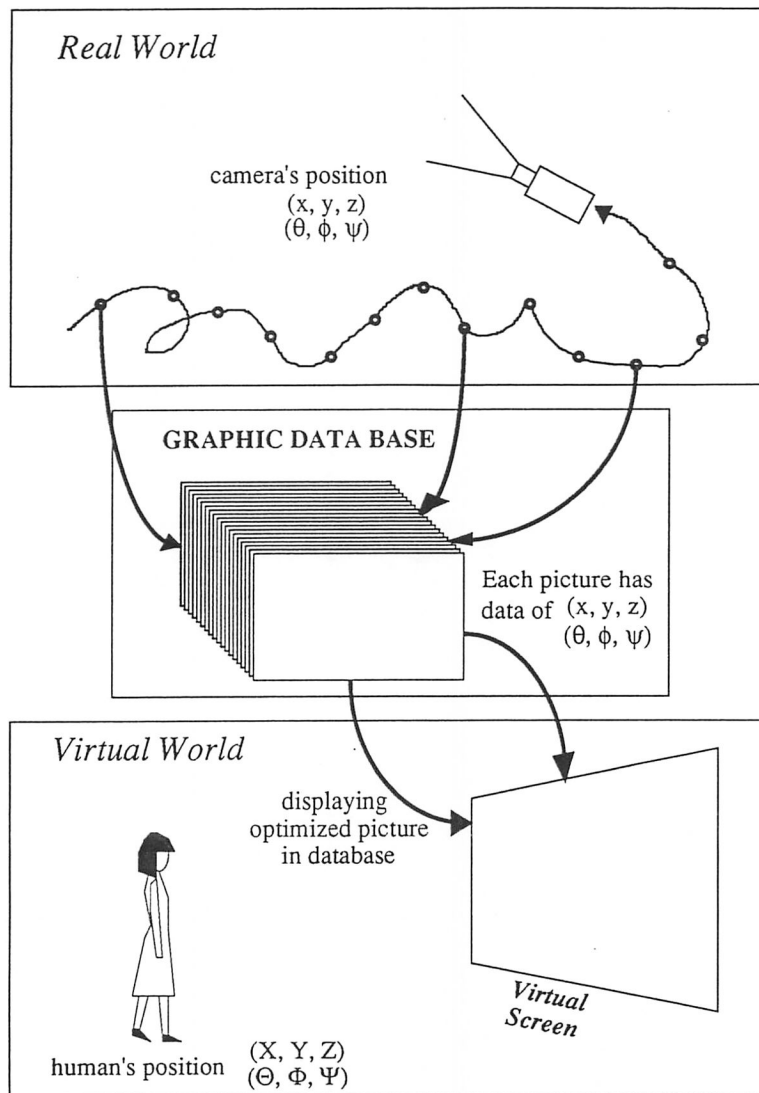 Real World
camera's position
(x, y, z)
(θ, ϕ, ψ)
GRAPHIC DATA BASE
Each picture has
data of (x, y, z)
(θ, ϕ, ψ)
Virtual World
displaying
optimized picture
in database
Virtual
Screen
human's position (X, Y, Z)
(Θ, Φ, Ψ)